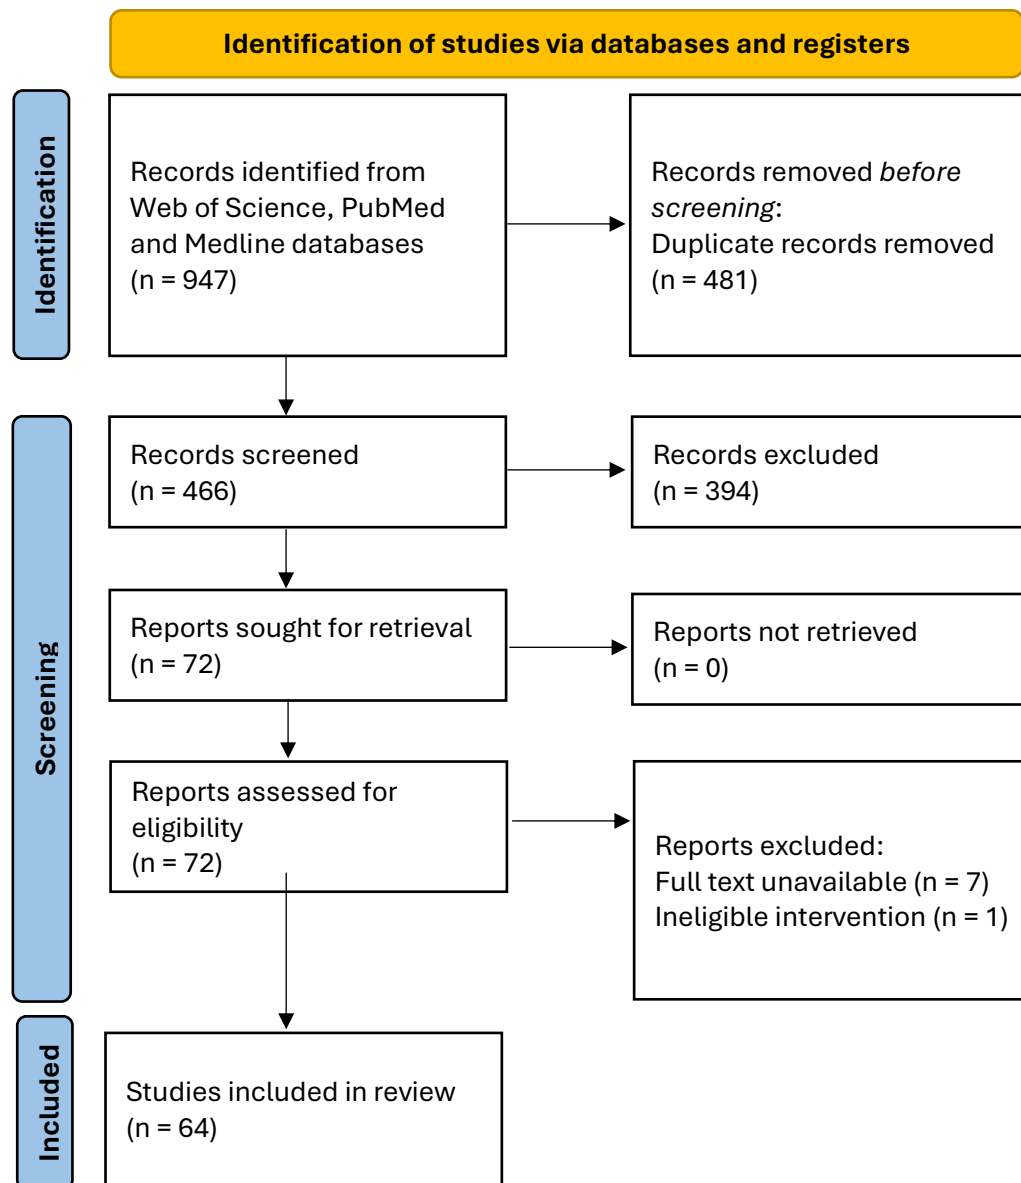 Identification of studies via databases and registers
Identification
Records identified from
Web of Science, PubMed
and Medline databases
(n = 947)
Records removed before
screening:
Duplicate records removed
(n = 481)
Screening
Records screened
(n = 466)
Records excluded
(n = 394)
Reports sought for retrieval
(n = 72)
Reports not retrieved
(n = 0)
Reports assessed for
eligibility
(n = 72)
Reports excluded:
Full text unavailable (n = 7)
Ineligible intervention (n = 1)
Included
Studies included in review
(n = 64)